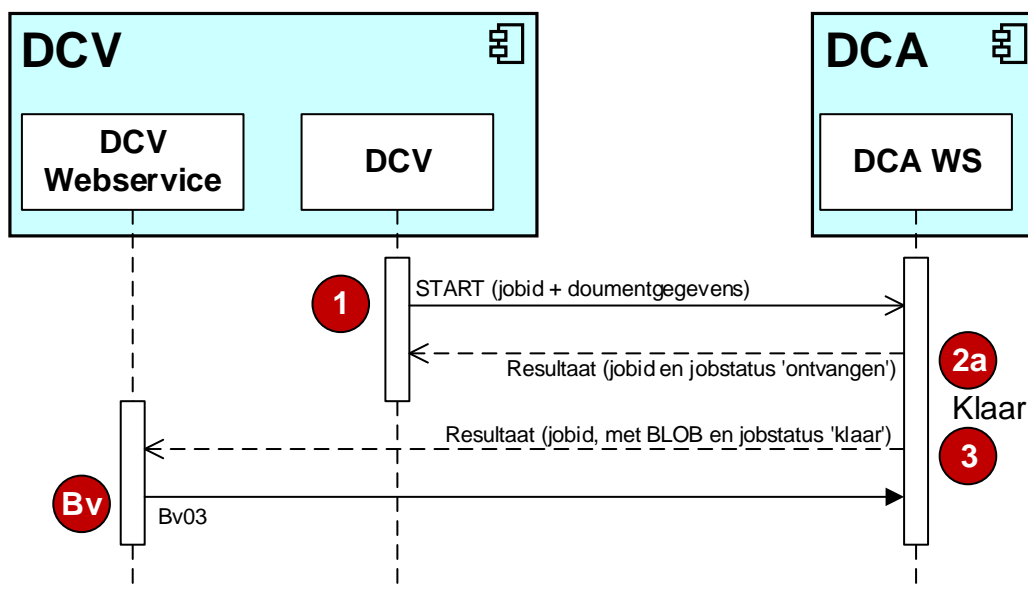 DCV
DCA
DCV
Webservice
DCV
DCA WS
START (jobid + doumentgegevens)
1
Resultaat (jobid en jobstatus 'ontvangen')
2a
Klaar
Resultaat (jobid, met BLOB en jobstatus 'klaar')
3
Bv
Bv03